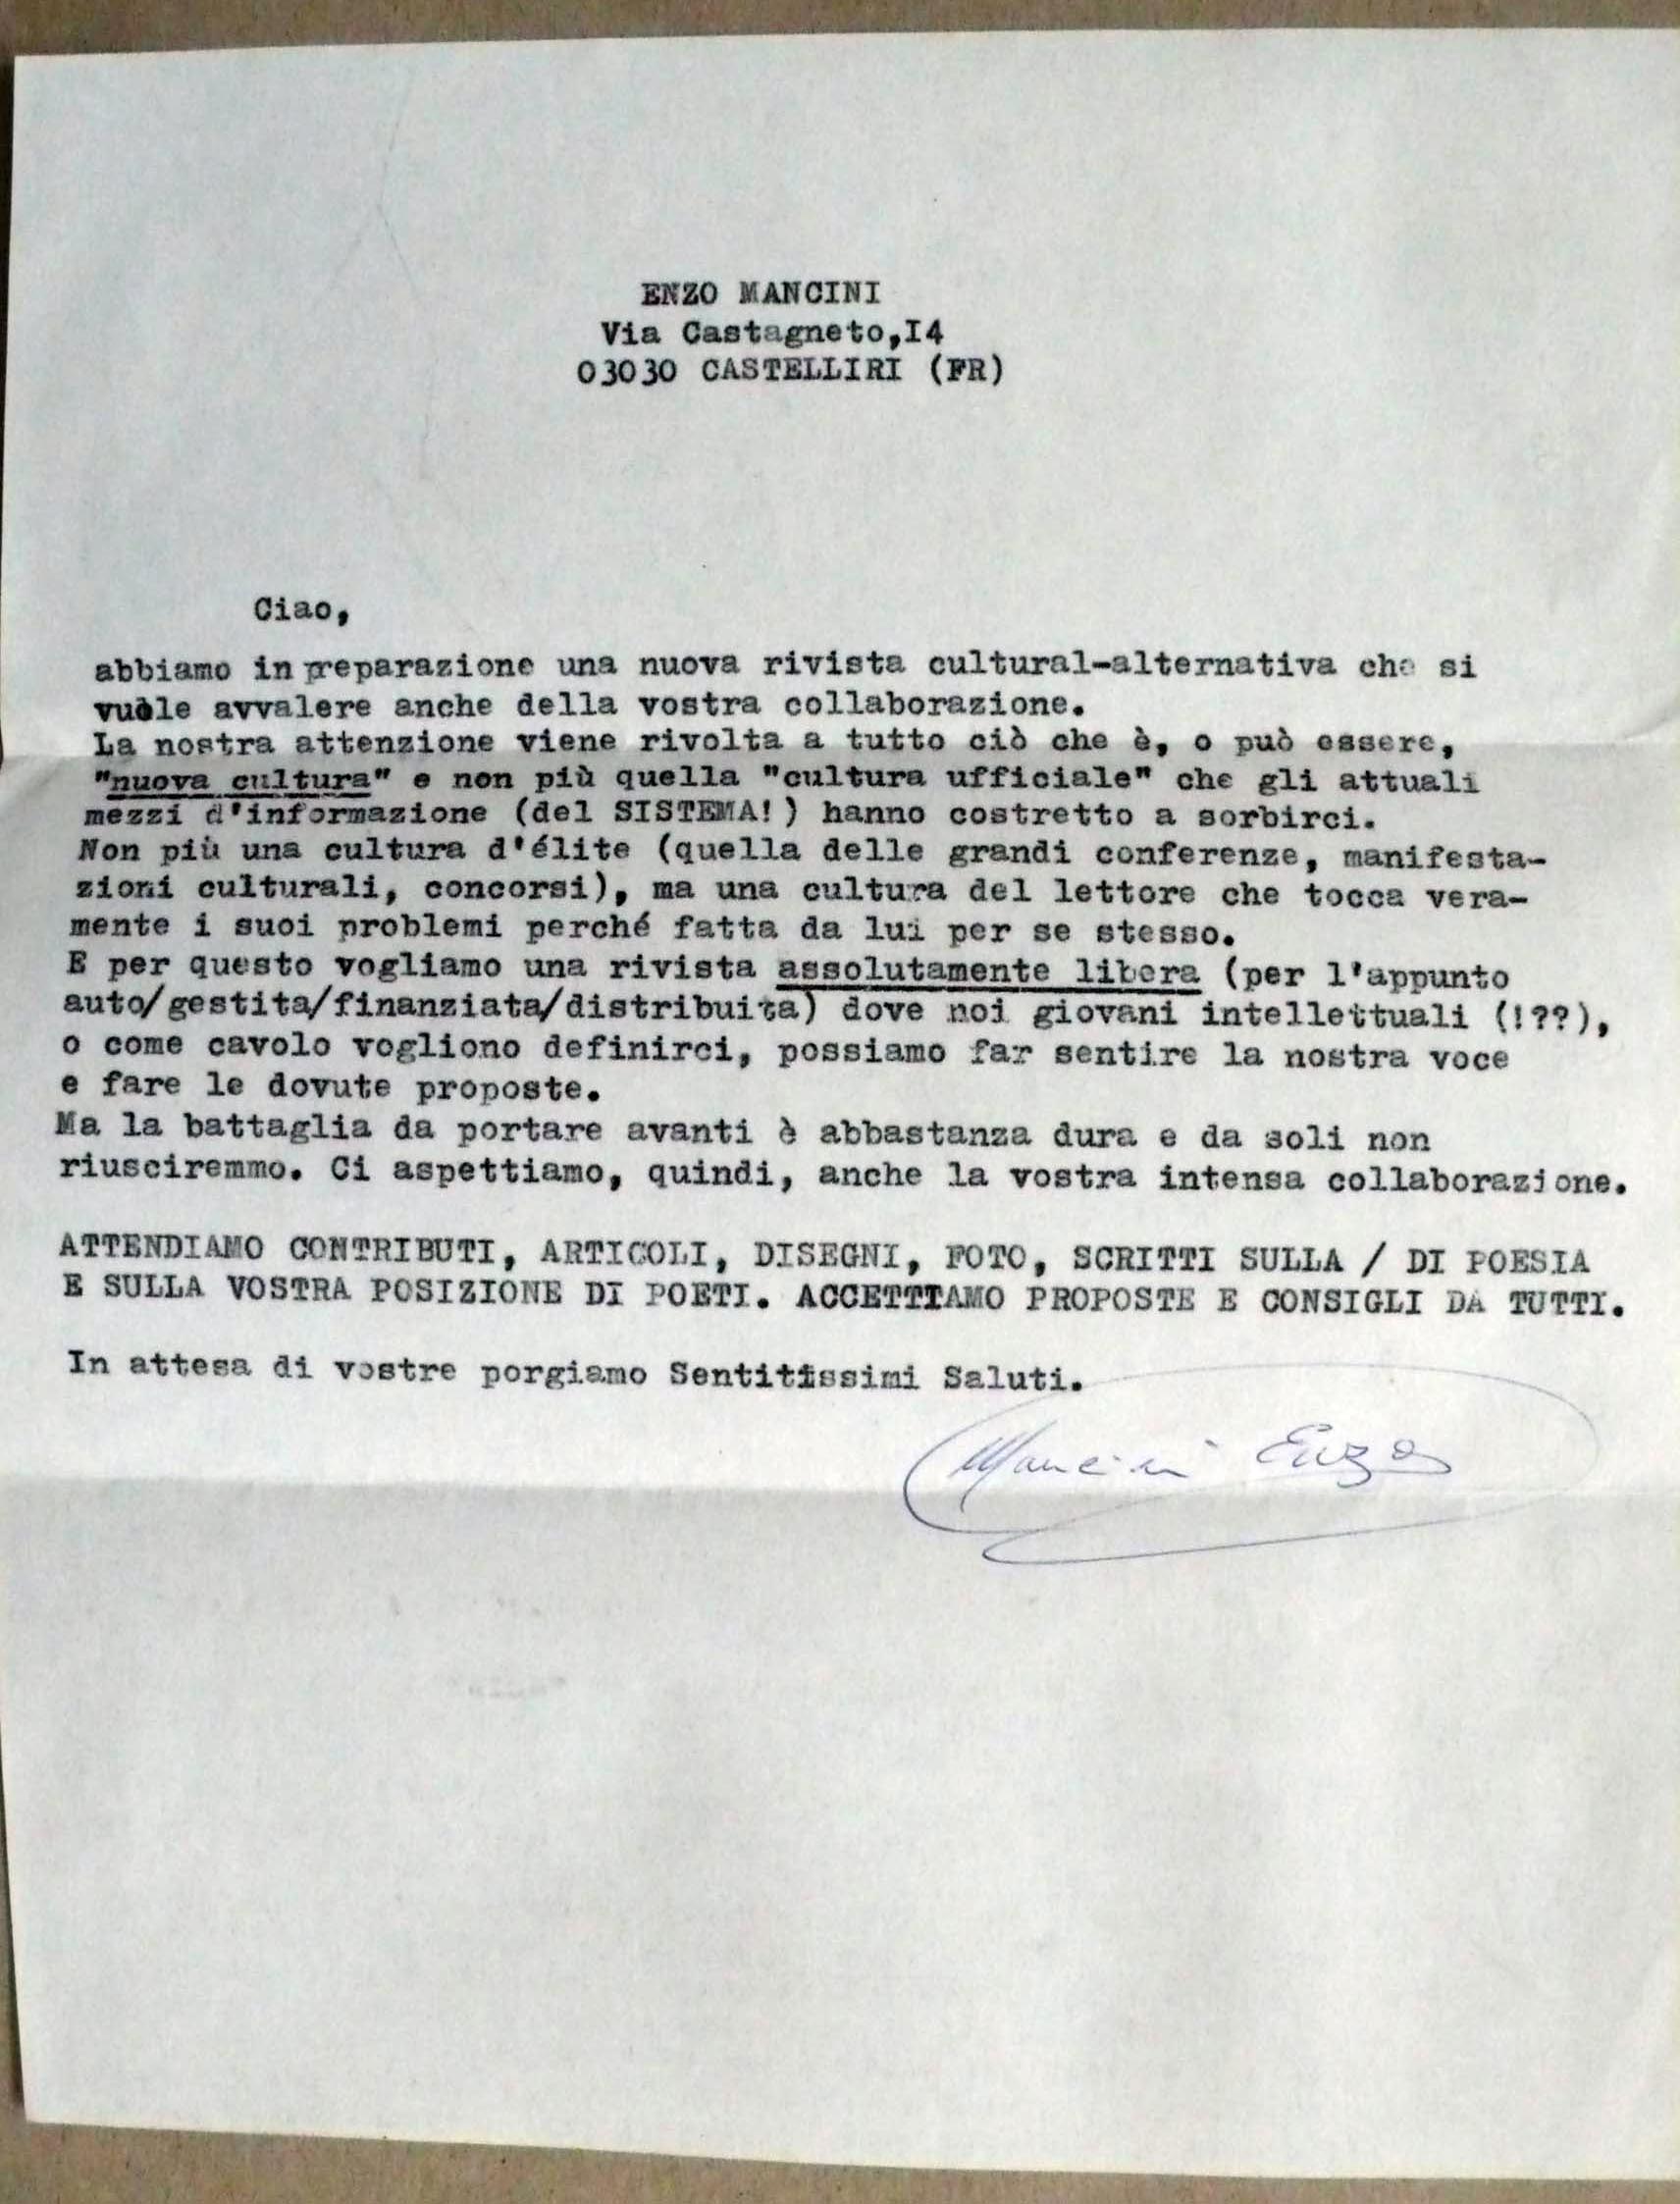 ENZO MANCINI
Via Castagneto,I4
03030 CASTELLIRI (FR)
Ciao,
abbiamo in preparazione una nuova rivista cultural-alternativa che si
vuole avvalere anche della vostra collaborazione.
La nostra attenzione viene rivolta a tutto ciò che è, o può essere,
"nuova cultura" e non più quella "cultura ufficiale" che gli attuali
mezzi d'informazione (del SISTEMA!) hanno costretto a sorbirci.
Non più una cultura d'élite (quella delle grandi conferenze, manifesta-
zioni culturali, concorsi), ma una cultura del lettore che tocca vera-
mente i suoi problemi perché fatta da lui per se stesso.
E per questo vogliamo una rivista assolutamente libera (per l'appunto
auto/gestita/finanziata/distribuita) dove noi giovani intellettuali (!??),
o come cavolo vogliono definirci, possiamo far sentire la nostra voce
e fare le dovute proposte.
Ma la battaglia da portare avanti è abbastanza dura e da soli non
riusciremmo. Ci aspettiamo, quindi, anche la vostra intensa collaborazione.
ATTENDIAMO CONTRIBUTI, ARTICOLI, DISEGNI, FOTO, SCRITTI SULLA / DI POESIA
E SULLA VOSTRA POSIZIONE DI POETI. ACCETTIAMO PROPOSTE E CONSIGLI DA TUTTI.
In attesa di vostre porgiamo Sentitissimi Saluti.
Mancini Enzo